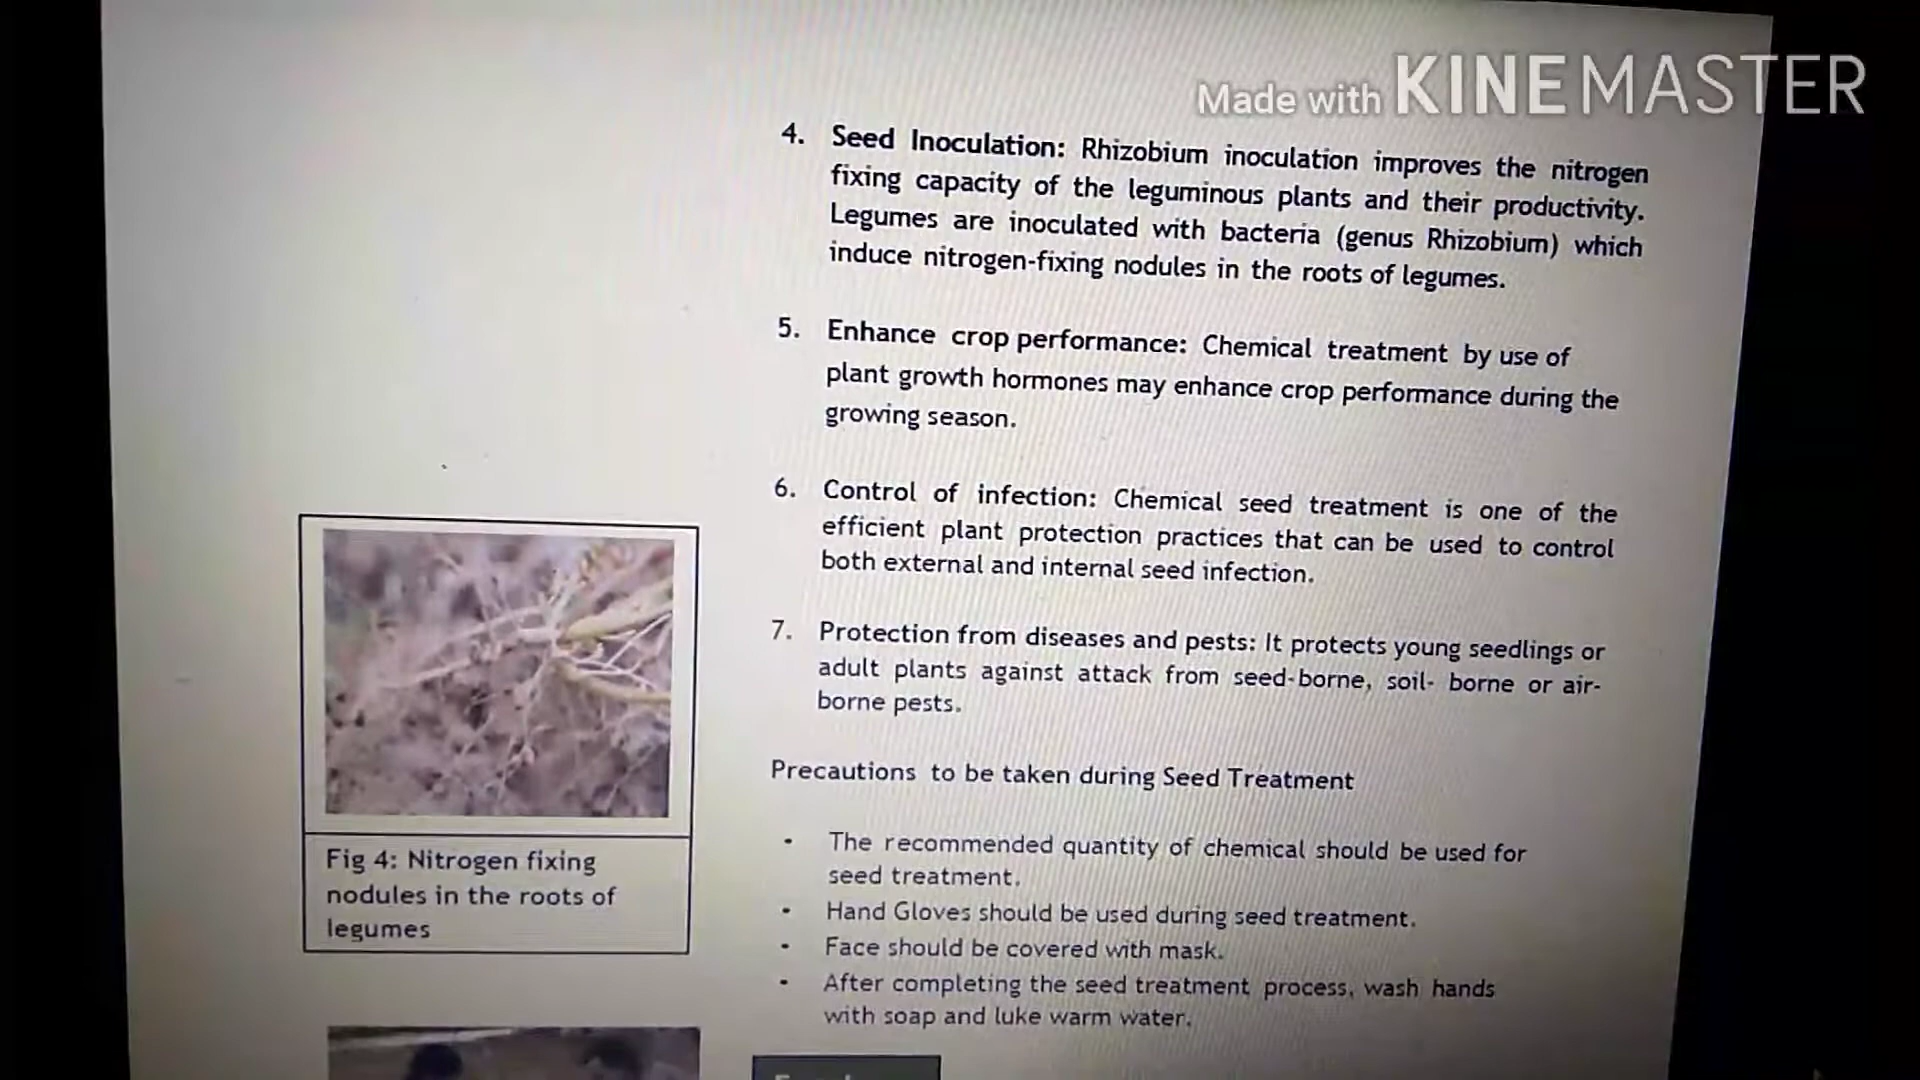 Made with KINEMASTER
4. Seed Inoculation: Rhizobium inoculation improves the nitrogen
fixing capacity of the leguminous plants and their productivity.
Legumes are inoculated with bacteria (genus Rhizobium) which
induce nitrogen-fixing nodules in the roots of legumes.
5. Enhance crop performance: Chemical treatment by use of
plant growth hormones may enhance crop performance during the
growing season.
6. Control of infection: Chemical seed treatment is one of the
efficient plant protection practices that can be used to control
both external and internal seed infection.
7. Protection from diseases and pests: It protects young seedlings or
adult plants against attack from seed-borne, soil- borne or air-
borne pests.
Precautions to be taken during Seed Treatment
• The recommended quantity of chemical should be used for
seed treatment.
• Hand Gloves should be used during seed treatment.
• Face should be covered with mask.
• After completing the seed treatment process, wash hands
with soap and luke warm water.
Fig 4: Nitrogen fixing
nodules in the roots of
legumes